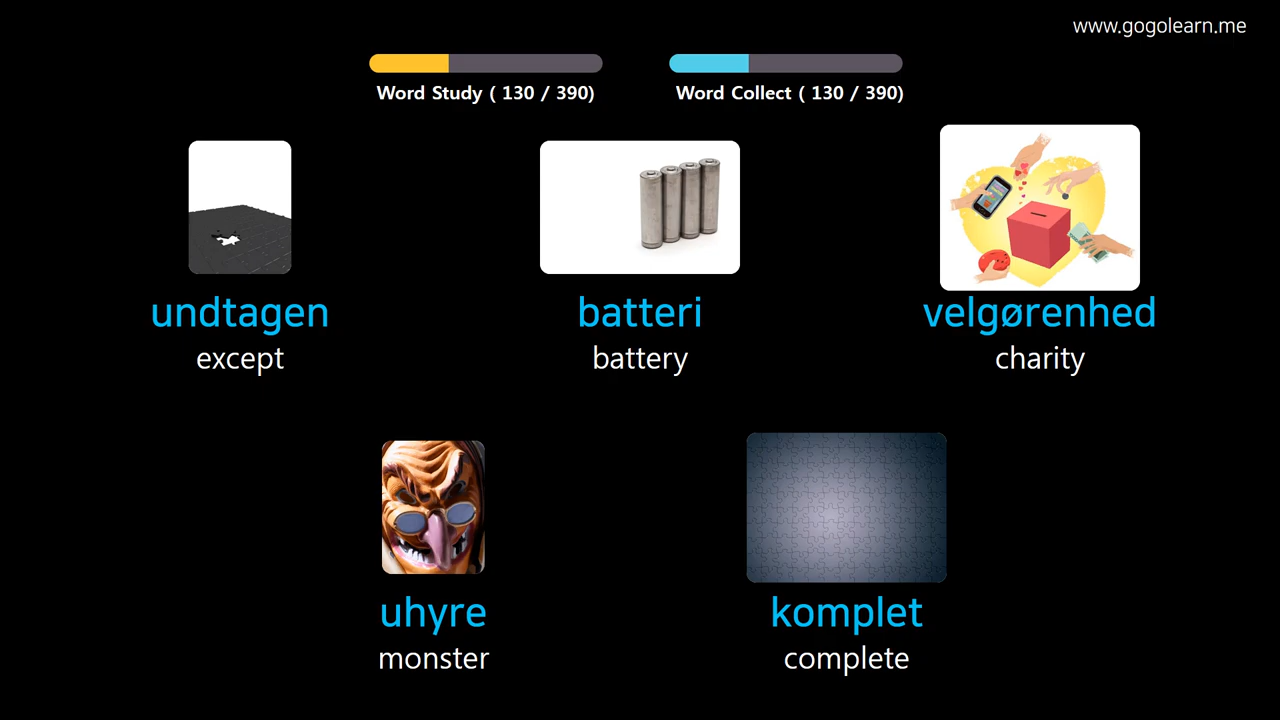 www.gogolearn.me
Word Study ( 130 / 390)
Word Collect ( 130 / 390)
undtagen
except
batteri
battery
velgørenhed
charity
uhyre
monster
komplet
complete